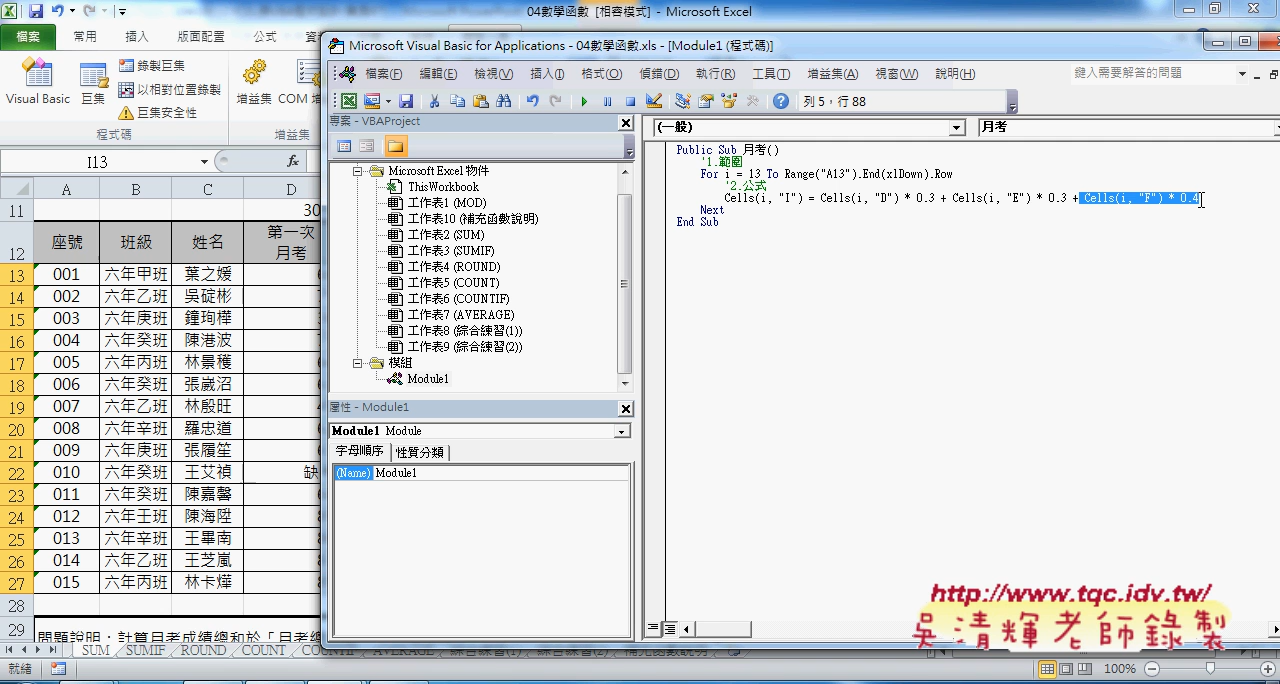 04數學函數 [相容模式] - Microsoft Excel
檔案 常用 插入 版面配置 公式
Visual Basic 巨集 錄製巨集 以相對位置錄製 巨集安全性 增益集 COM
程式碼 增益集
I13 fx
A B C D
11 30
12 座號 班級 姓名 第一次月考
13 001 六年甲班 葉之媛
14 002 六年乙班 吳碇彬
15 003 六年庚班 鐘珣樺
16 004 六年癸班 陳港波
17 005 六年丙班 林景穫
18 006 六年癸班 張崴沼
19 007 六年乙班 林殷旺
20 008 六年辛班 羅忠道
21 009 六年庚班 張履笙
22 010 六年癸班 王艾禎 缺
23 011 六年癸班 陳嘉馨
24 012 六年壬班 陳海陞
25 013 六年辛班 王畢南
26 014 六年乙班 王芝嵐
27 015 六年丙班 林卡燁
28
29 問題說明：計算月考成績總和於「月考總
SUM SUMIF ROUND COUNT COUNTIF AVERAGE 綜合練習(1) 綜合練習(2) 補充函數說明
就緒 100%
Microsoft Visual Basic for Applications - 04數學函數.xls - [Module1 (程式碼)]
檔案(F) 編輯(E) 檢視(V) 插入(I) 格式(O) 偵錯(D) 執行(R) 工具(T) 增益集(A) 視窗(W) 說明(H) 鍵入需要解答的問題
列 5，行 88
專案 - VBAProject
Microsoft Excel 物件
ThisWorkbook
工作表1 (MOD)
工作表10 (補充函數說明)
工作表2 (SUM)
工作表3 (SUMIF)
工作表4 (ROUND)
工作表5 (COUNT)
工作表6 (COUNTIF)
工作表7 (AVERAGE)
工作表8 (綜合練習(1))
工作表9 (綜合練習(2))
模組
Module1
屬性 - Module1
Module1 Module
字母順序 性質分類
(Name) Module1
(一般) 月考
Public Sub 月考()
'1.範圍
For i = 13 To Range("A13").End(xlDown).Row
'2.公式
Cells(i, "I") = Cells(i, "D") * 0.3 + Cells(i, "E") * 0.3 + Cells(i, "F") * 0.4
Next
End Sub
http://www.tqc.idv.tw/
吳清輝老師錄製